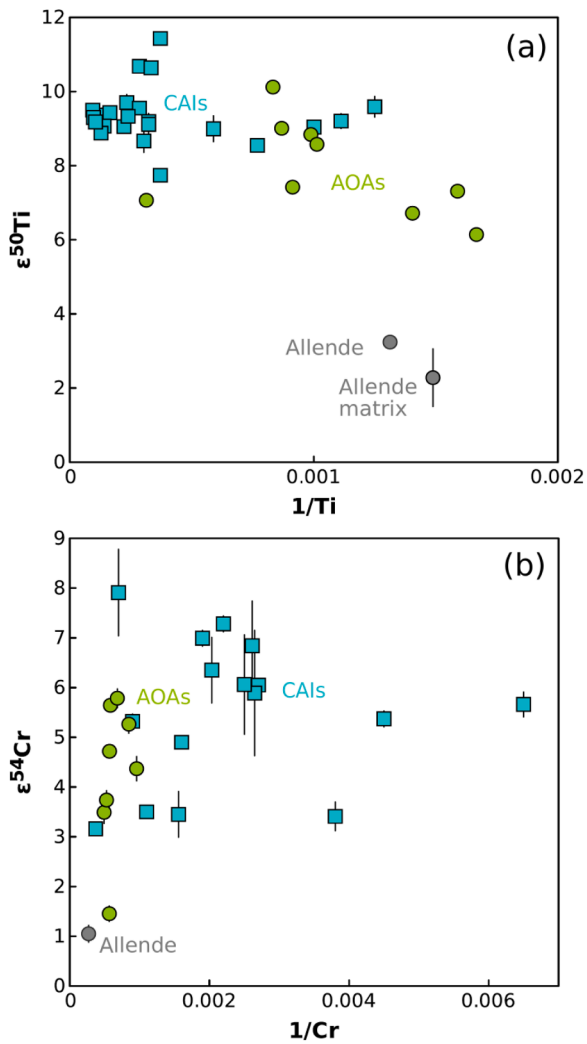 12
(a)
10
CAIs
8
AOAs
6
ε⁵⁰Ti
4
Allende
2
Allende
matrix
0
0
0.001
0.002
1/Ti
9
(b)
8
7
6
AOAs
CAIs
5
ε⁵⁴Cr
4
3
2
1
Allende
0
0
0.002
0.004
0.006
1/Cr